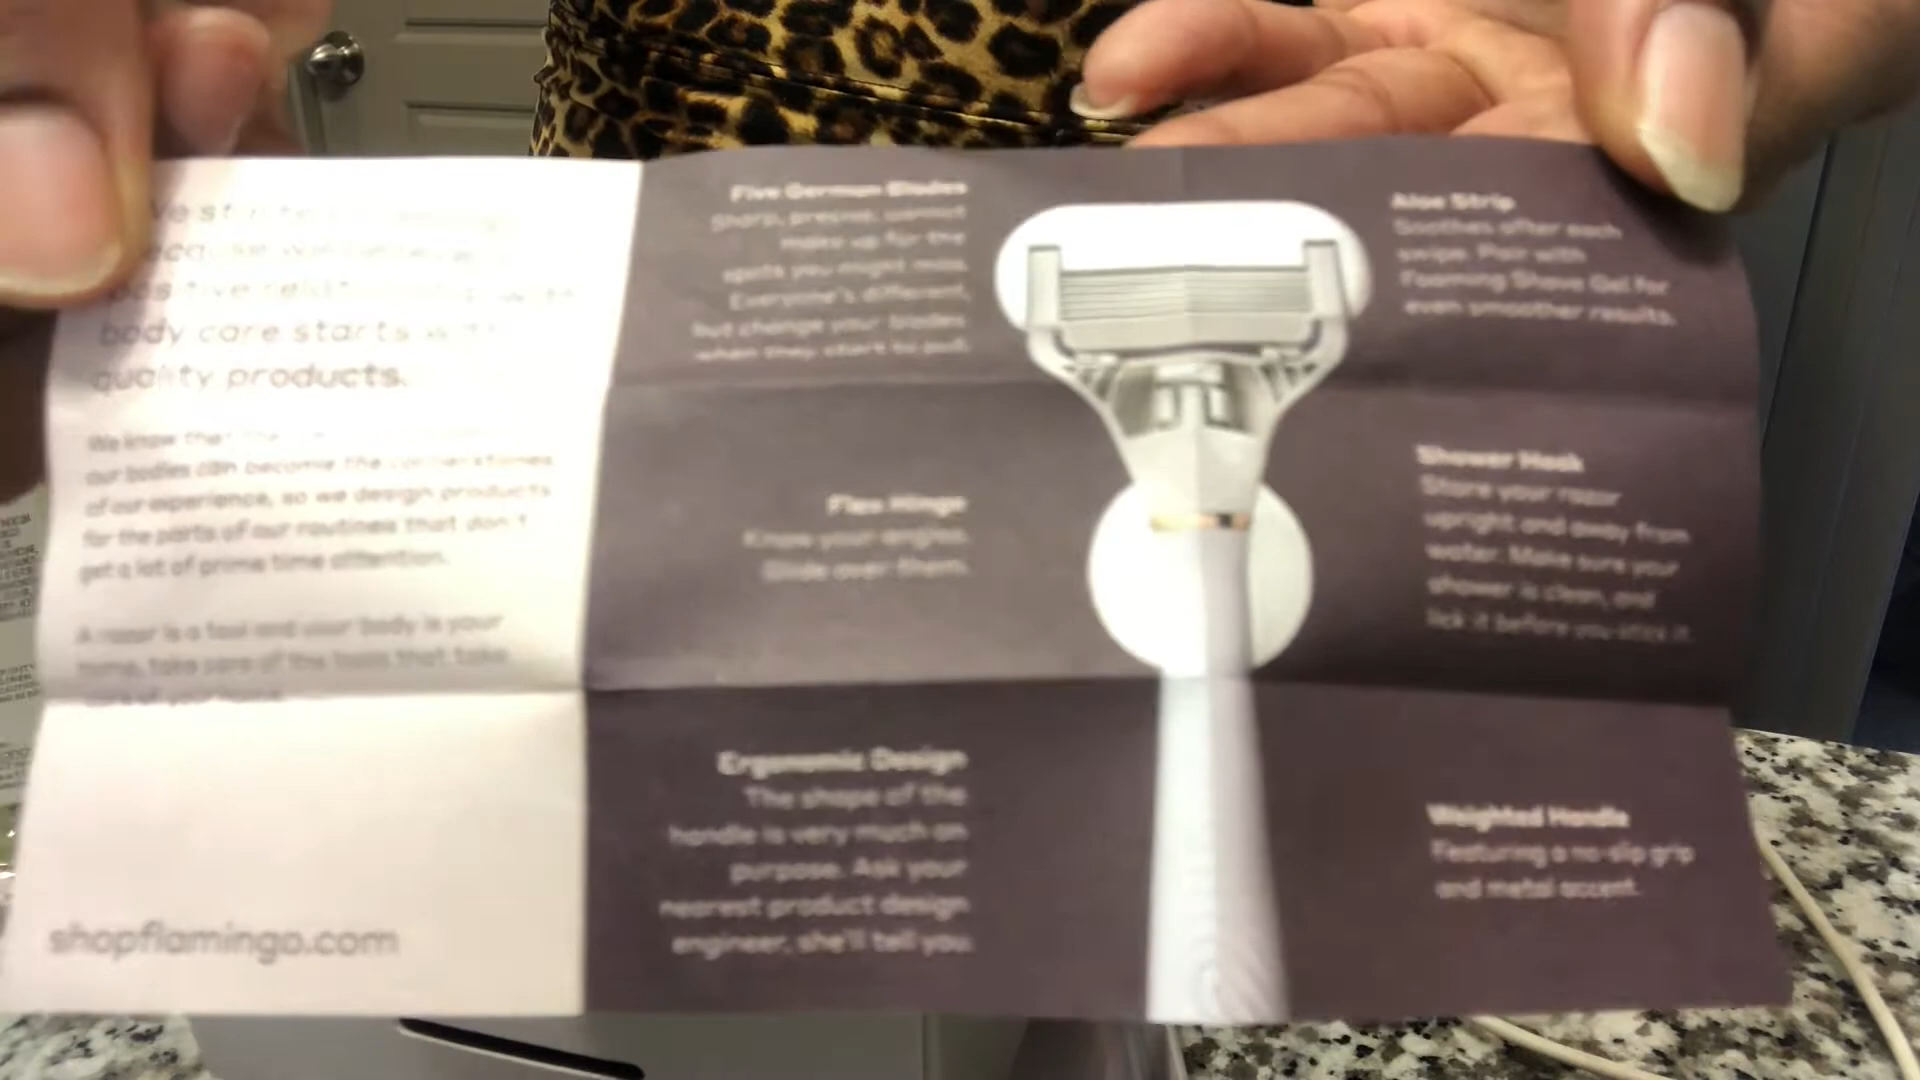 body care starts with
quality products.
We know that the
our bodies can become the cornerstones
of our experience, so we design products
for the parts of our routines that don't
get a lot of prime time attention.
A razor is a tool and your body is your
home, take care of the tools that take
care of your home.
shopflamingo.com
Five German Blades
Sharp, precise, cannot
make up for the
spots you might miss.
Everyone's different,
but change your blades
when they start to pull.
Flex Hinge
Know your angles.
Glide over them.
Ergonomic Design
The shape of the
handle is very much on
purpose. Ask your
nearest product design
engineer, she'll tell you.
Aloe Strip
Soothes after each
swipe. Pair with
Foaming Shave Gel for
even smoother results.
Shower Hook
Store your razor
upright and away from
water. Make sure your
shower is clean, and
lick it before you stick it.
Weighted Handle
Featuring a no-slip grip
and metal accent.